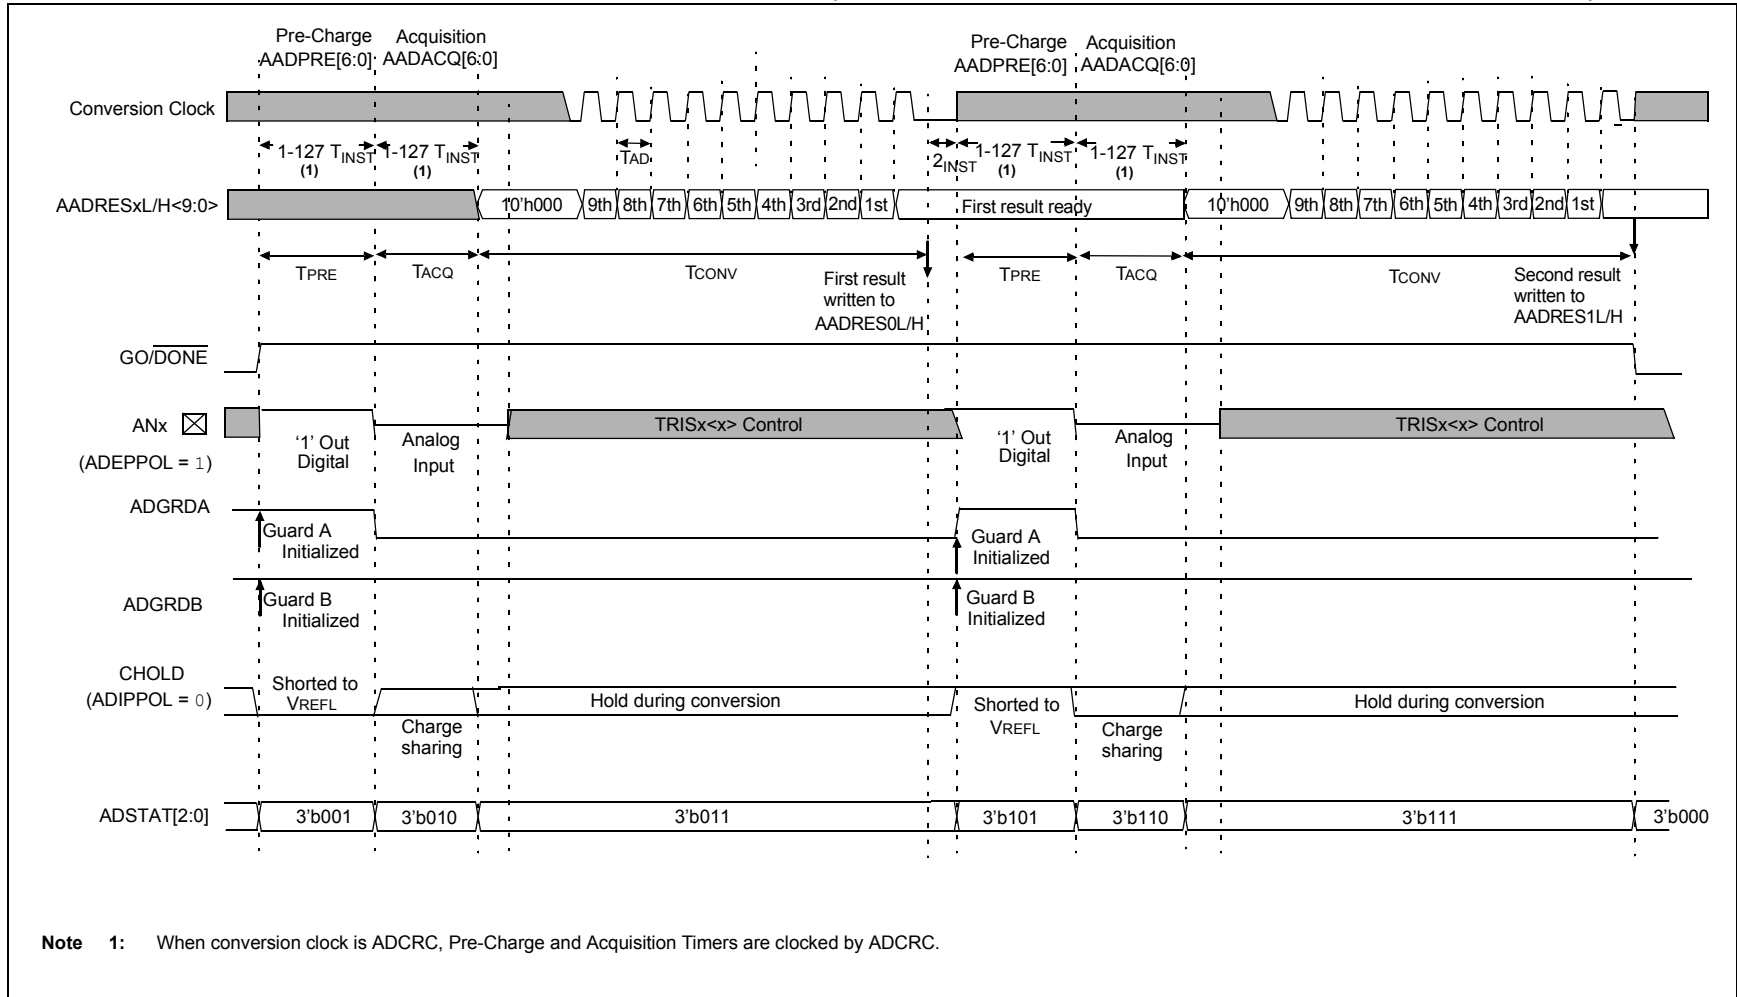 Pre-Charge Acquisition
AADPRE[6:0] AADACQ[6:0]
Pre-Charge Acquisition
AADPRE[6:0] AADACQ[6:0]
Conversion Clock
1-127 TINST 1-127 TINST TAD 2INST 1-127 TINST 1-127 TINST
(1) (1) (1) (1)
AADRESxL/H<9:0> 10'h000 9th 8th 7th 6th 5th 4th 3rd 2nd 1st First result ready 10'h000 9th 8th 7th 6th 5th 4th 3rd 2nd 1st
TPRE TACQ TCONV TPRE TACQ TCONV
First result
written to
AADRES0L/H
Second result
written to
AADRES1L/H
GO/DONE
ANx TRISx<x> Control TRISx<x> Control
(ADEPPOL = 1)
‘1’ Out
Digital
Analog
Input
‘1’ Out
Digital
Analog
Input
ADGRDA
Guard A
Initialized
Guard A
Initialized
ADGRDB
Guard B
Initialized
Guard B
Initialized
CHOLD
(ADIPPOL = 0)
Shorted to
VREFL
Charge
sharing
Hold during conversion
Shorted to
VREFL
Charge
sharing
Hold during conversion
ADSTAT[2:0] 3'b001 3'b010 3'b011 3'b101 3'b110 3'b111 3'b000
Note 1: When conversion clock is ADCRC, Pre-Charge and Acquisition Timers are clocked by ADCRC.